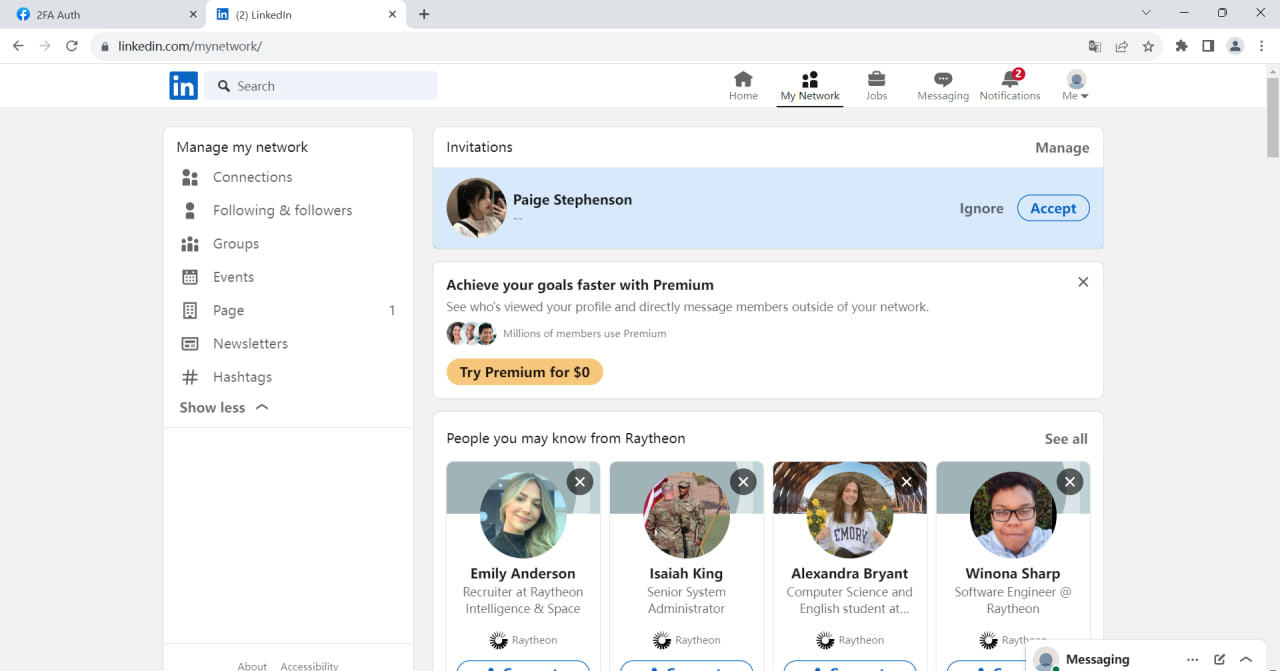 2FA Auth
(2) LinkedIn
linkedin.com/mynetwork/
in
Search
Home
My Network
Jobs
Messaging
2
Notifications
Me
Manage my network
Connections
Following & followers
Groups
Events
Page 1
Newsletters
Hashtags
Show less
About Accessibility
Invitations
Manage
Paige Stephenson
--
Ignore
Accept
Achieve your goals faster with Premium
See who's viewed your profile and directly message members outside of your network.
Millions of members use Premium
Try Premium for $0
People you may know from Raytheon
See all
Emily Anderson
Recruiter at Raytheon
Intelligence & Space
Raytheon
Isaiah King
Senior System
Administrator
Raytheon
EMORY
Alexandra Bryant
Computer Science and
English student at...
Raytheon
Winona Sharp
Software Engineer @
Raytheon
Messaging